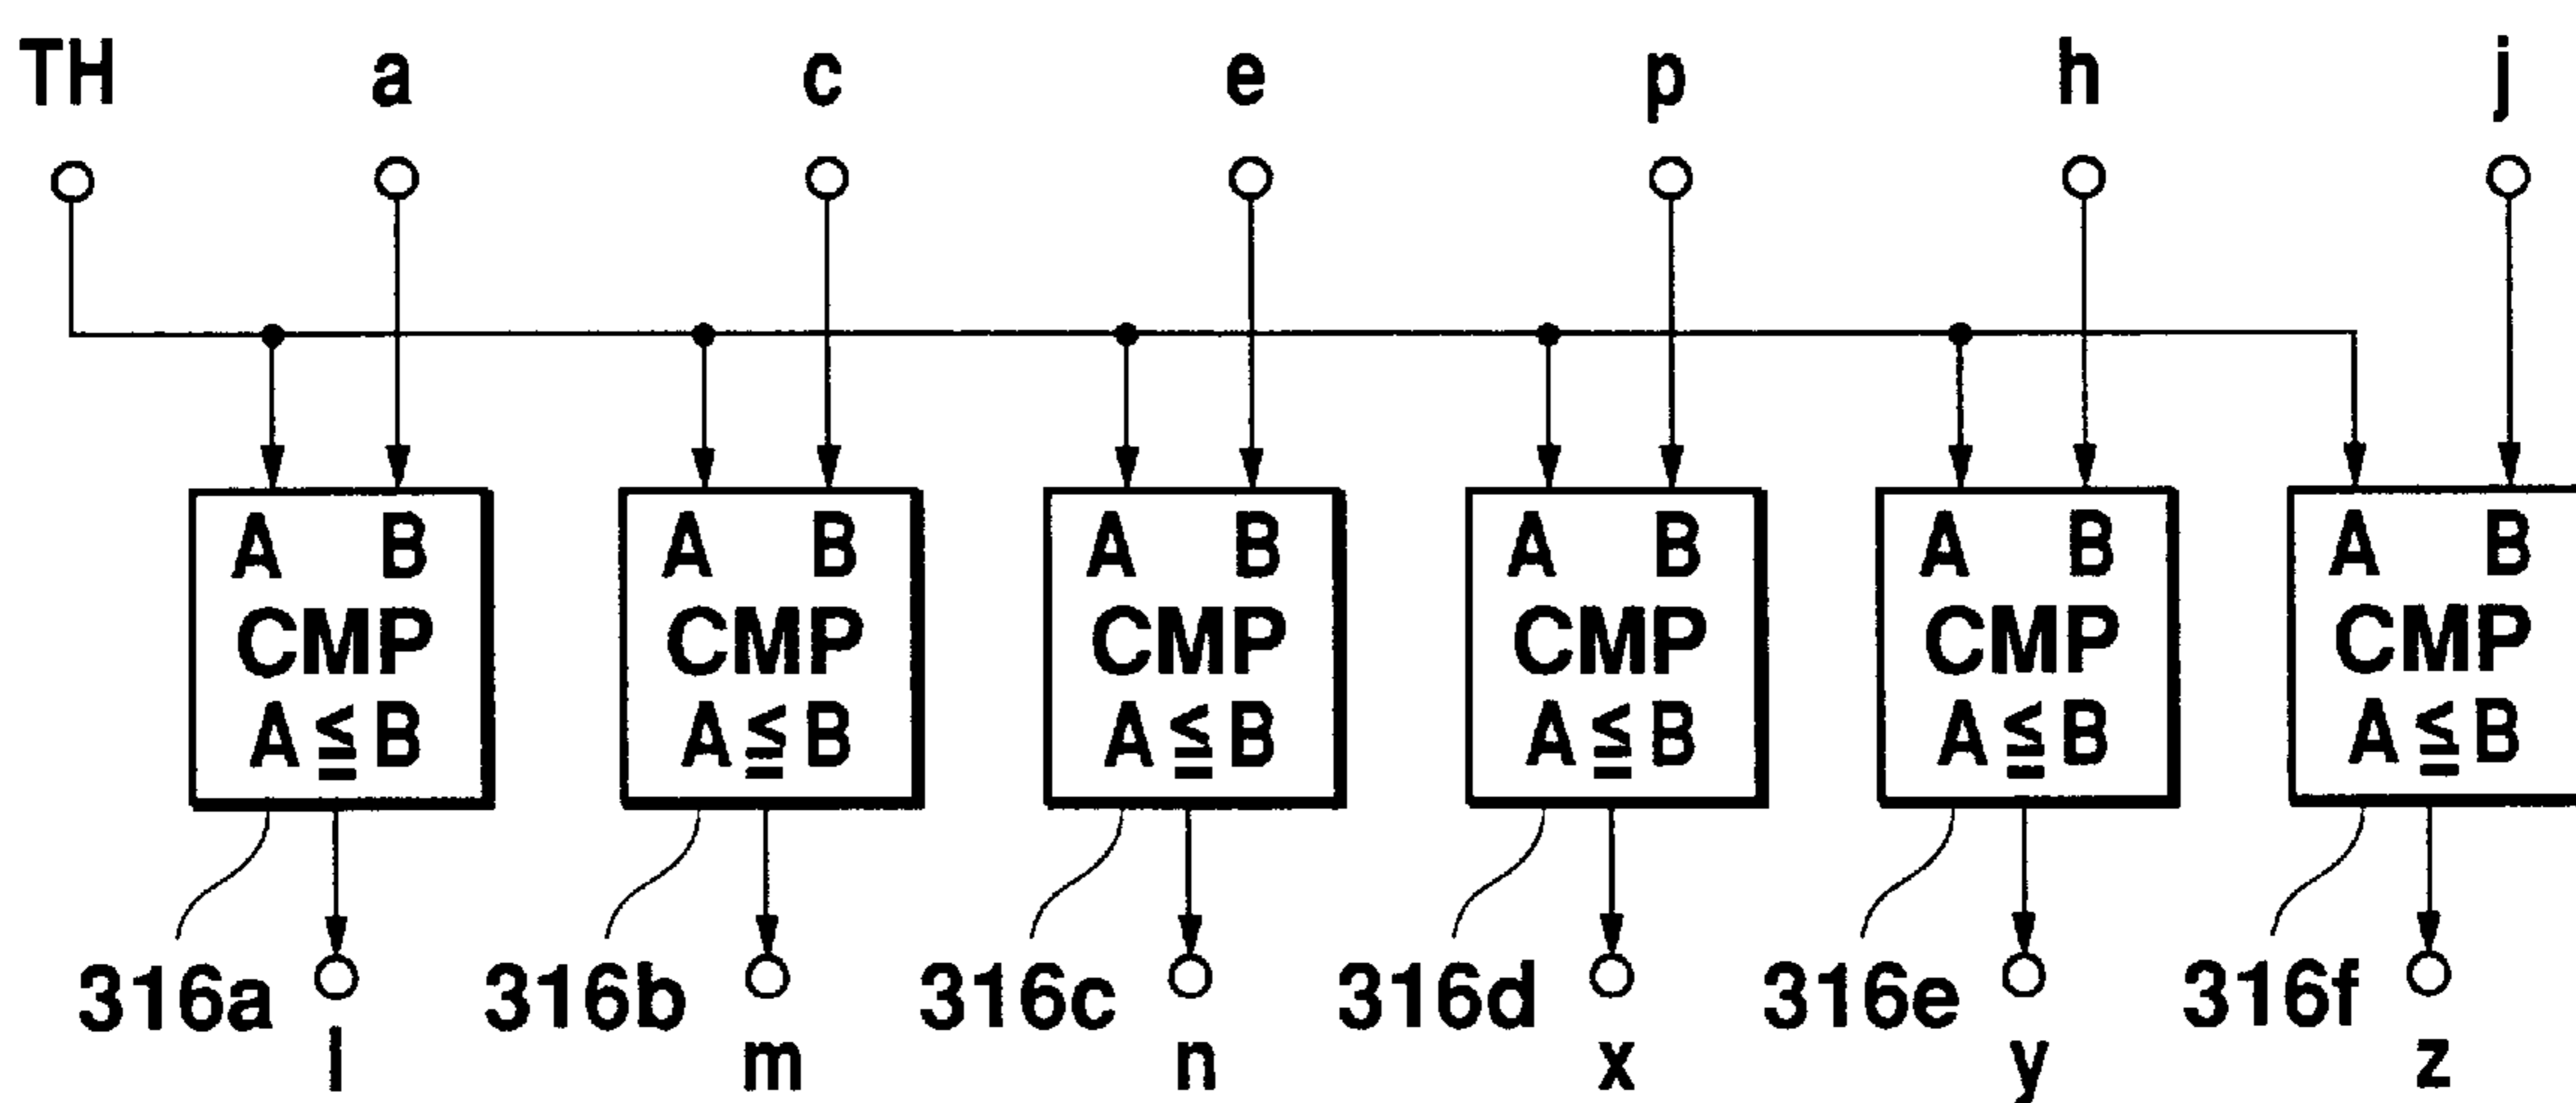 TH a c e p h j
A B A B A B A B A B A B
CMP CMP CMP CMP CMP CMP
A ≦ B A ≦ B A ≦ B A ≦ B A ≦ B A ≦ B
316a 316b 316c 316d 316e 316f
l m n x y z